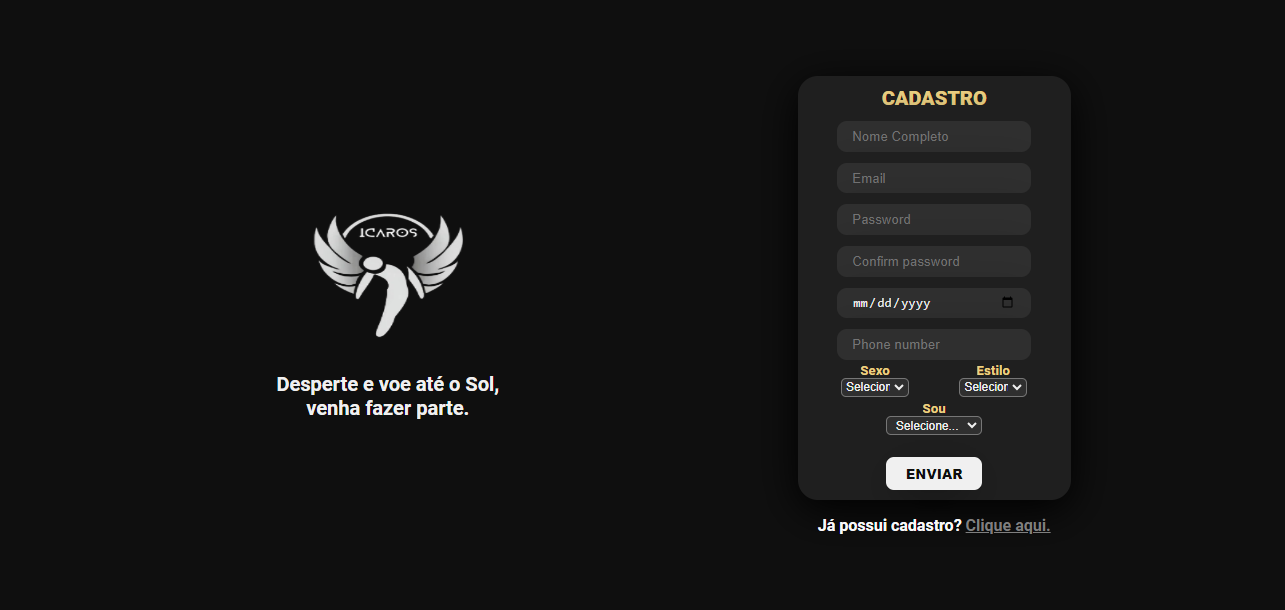 ICAROS
Desperte e voe até o Sol,
venha fazer parte.
CADASTRO
Nome Completo
Email
Password
Confirm password
mm/dd/yyyy
Phone number
Sexo Estilo
Selecior Selecior
Sou
Selecione...
ENVIAR
Já possui cadastro? Clique aqui.